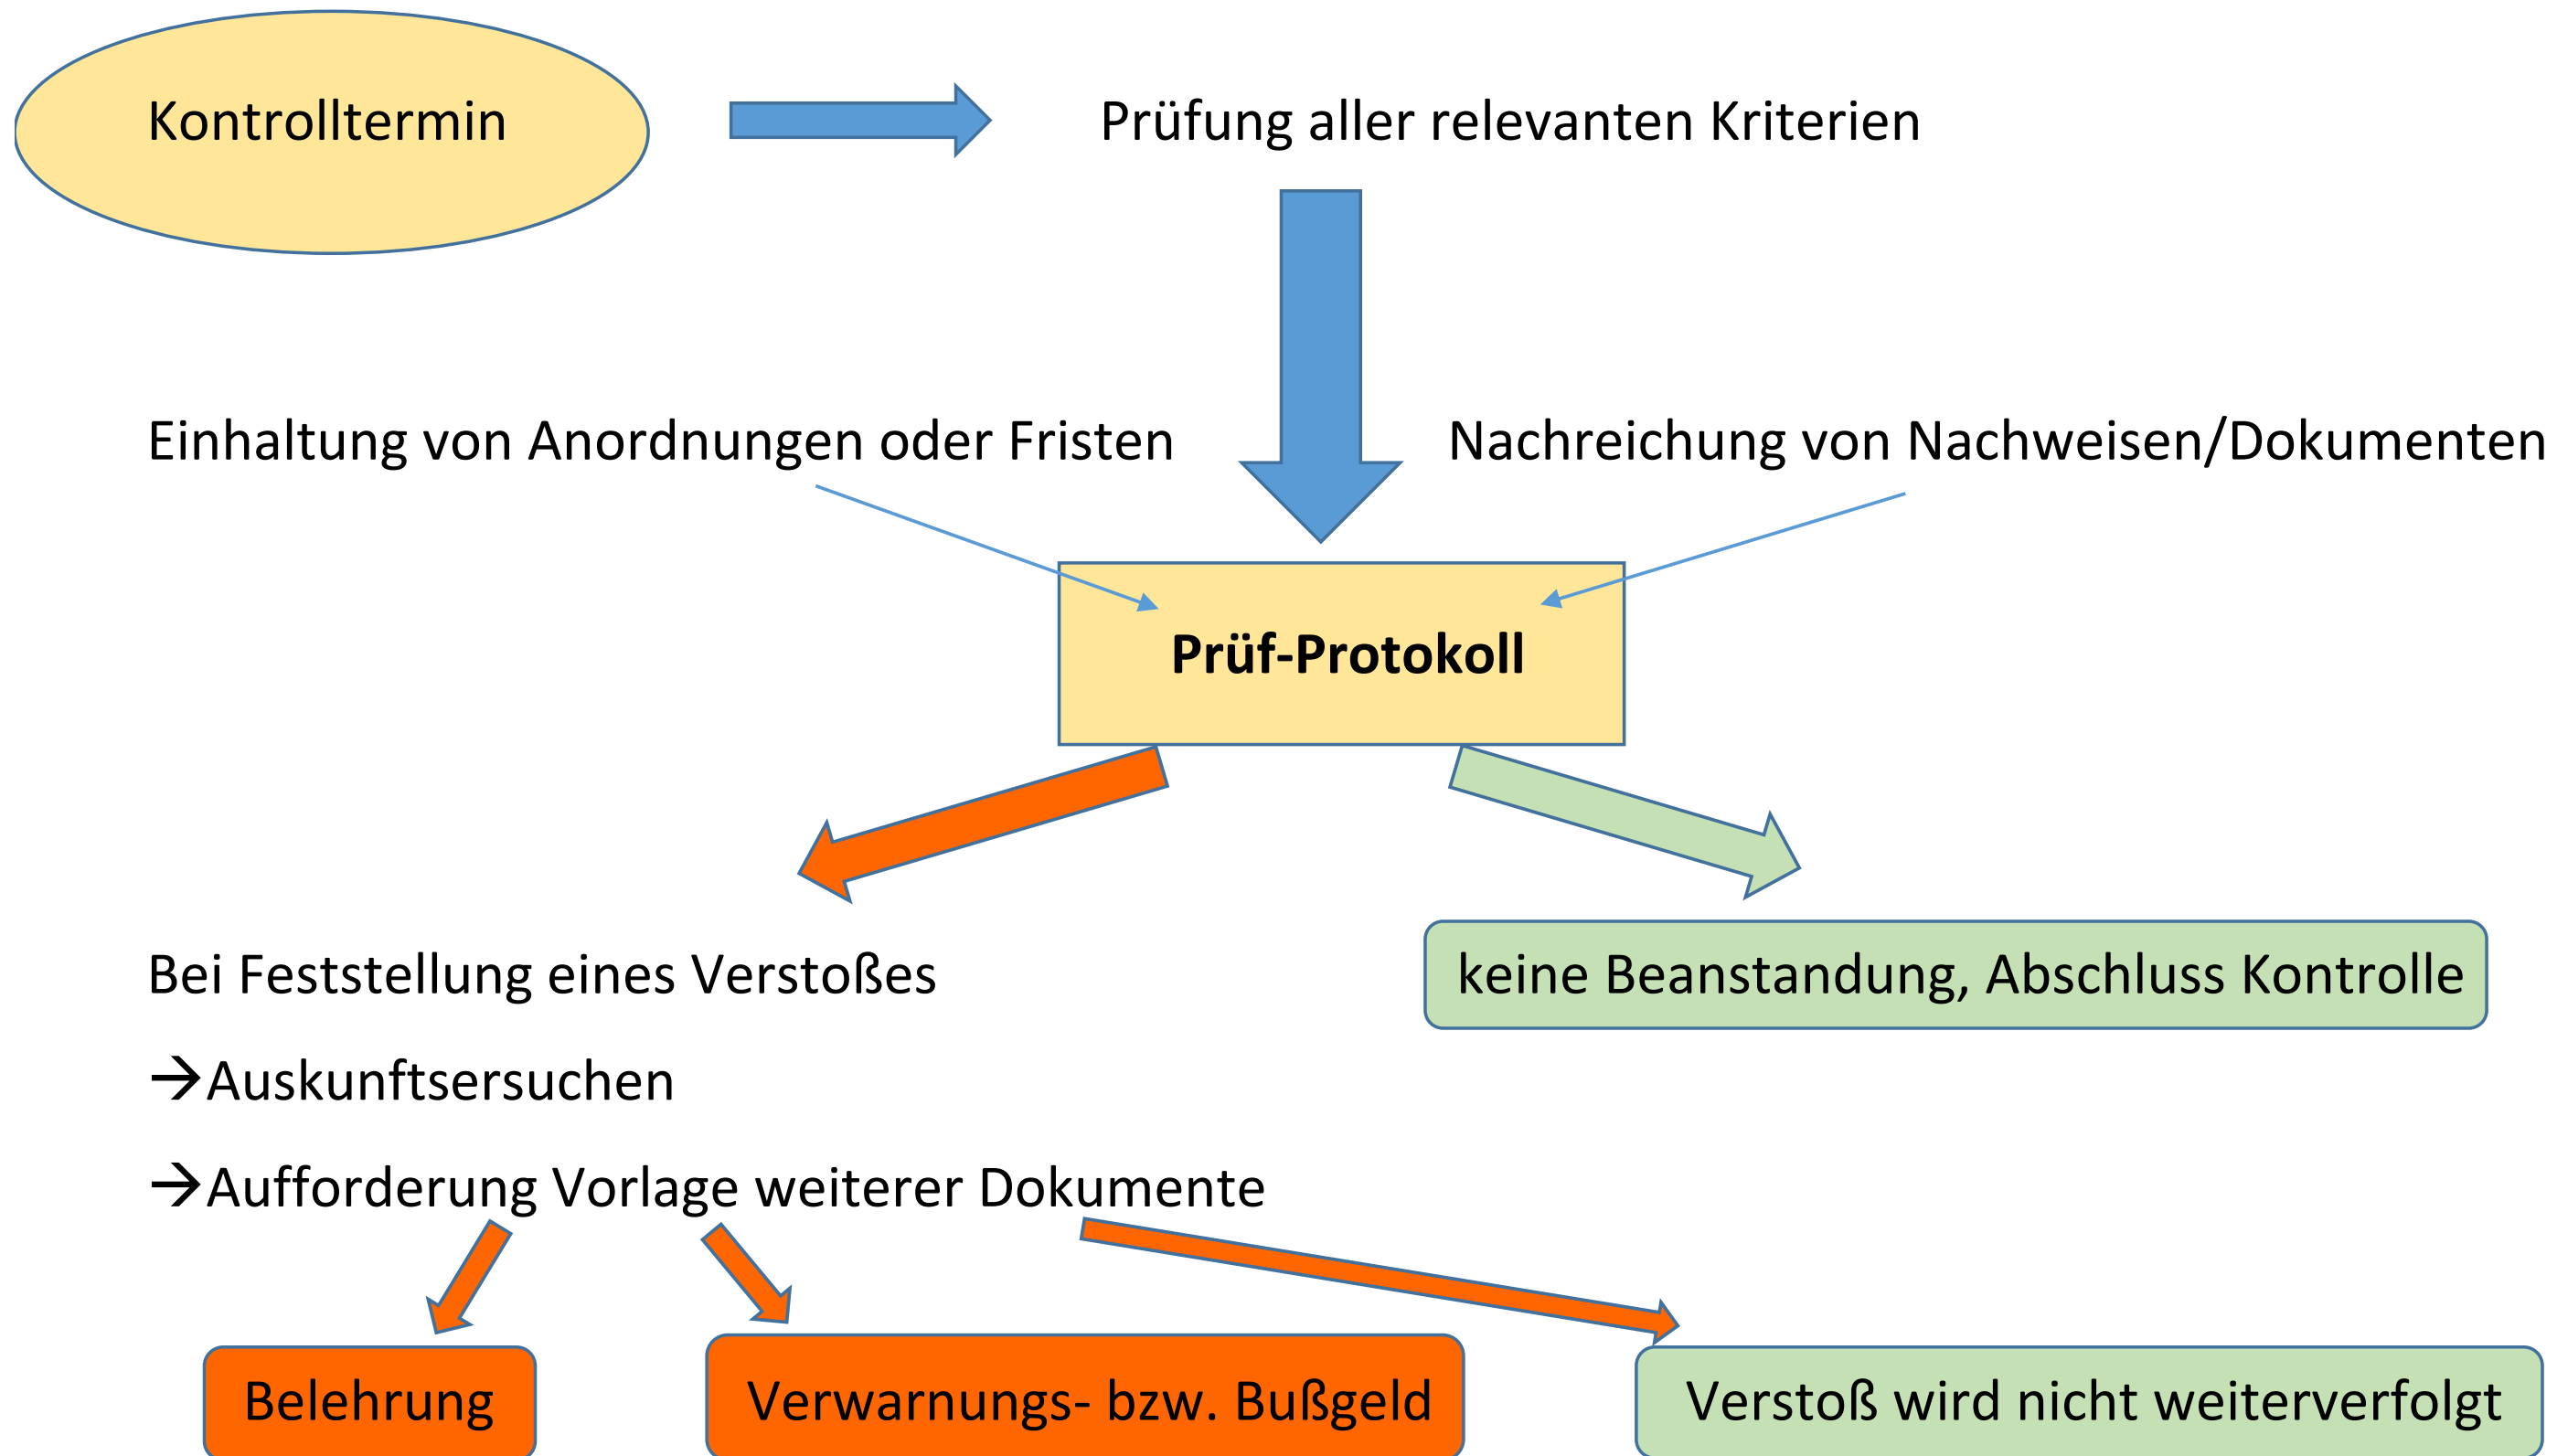 Kontrolltermin
Prüfung aller relevanten Kriterien
Einhaltung von Anordnungen oder Fristen
Nachreichung von Nachweisen/Dokumenten
Prüf-Protokoll
Bei Feststellung eines Verstoßes
keine Beanstandung, Abschluss Kontrolle
→Auskunftsersuchen
→Aufforderung Vorlage weiterer Dokumente
Belehrung
Verwarnungs- bzw. Bußgeld
Verstoß wird nicht weiterverfolgt